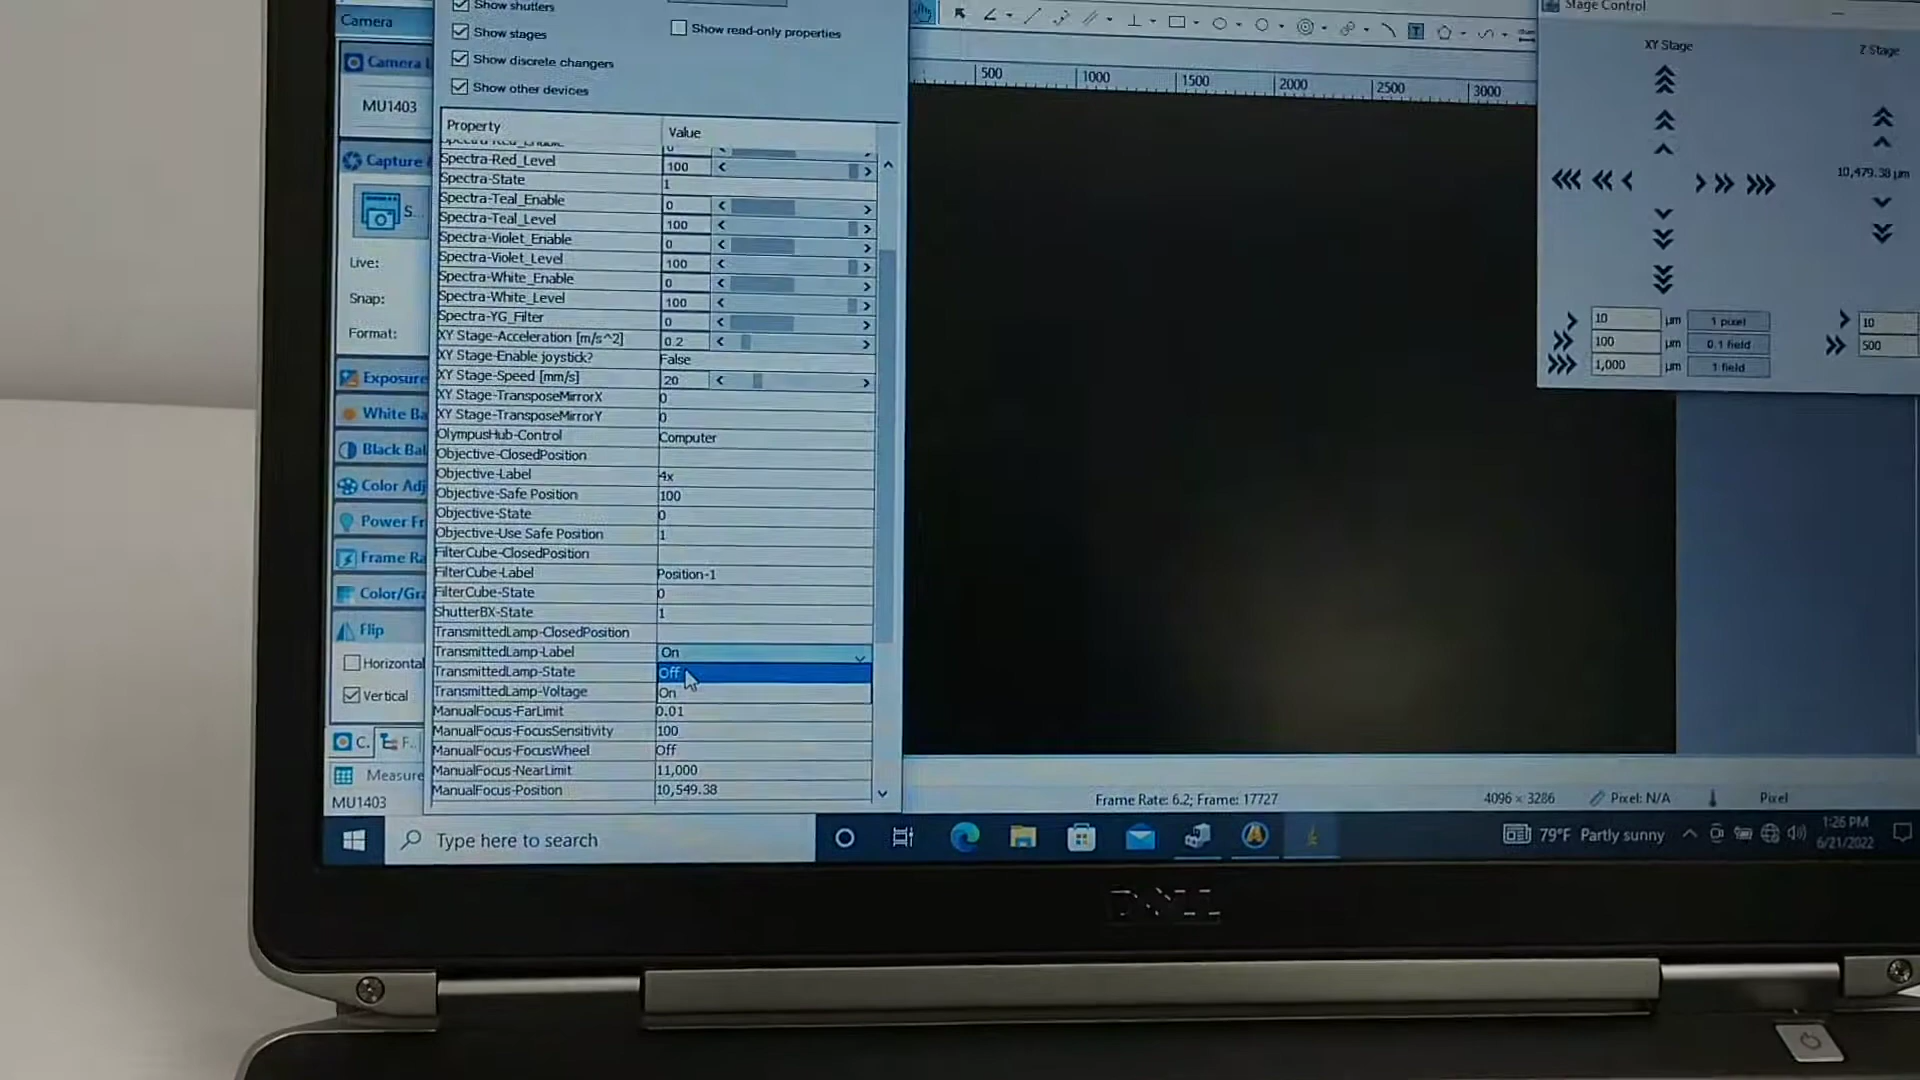 Camera
Show shutters
Show stages
Show read-only properties
Show discrete changers
Show other devices
Camera
MU1403
Capture
S...
Live:
Snap:
Format:
Exposure
White Ba
Black Bal
Color Adj
Power Fr
Frame Ra
Color/Gra
Flip
Horizontal
Vertical
C. F..
Measure
MU1403
Property Value
Spectra-Red_Enable 0
Spectra-Red_Level 100
Spectra-State 1
Spectra-Teal_Enable 0
Spectra-Teal_Level 100
Spectra-Violet_Enable 0
Spectra-Violet_Level 100
Spectra-White_Enable 0
Spectra-White_Level 100
Spectra-YG_Filter 0
XY Stage-Acceleration [m/s^2] 0.2
XY Stage-Enable joystick? False
XY Stage-Speed [mm/s] 20
XY Stage-TransposeMirrorX 0
XY Stage-TransposeMirrorY 0
OlympusHub-Control Computer
Objective-ClosedPosition
Objective-Label 4x
Objective-Safe Position 100
Objective-State 0
Objective-Use Safe Position 1
FilterCube-ClosedPosition
FilterCube-Label Position-1
FilterCube-State 0
ShutterBX-State 1
TransmittedLamp-ClosedPosition
TransmittedLamp-Label On
TransmittedLamp-State Off
TransmittedLamp-Voltage On
ManualFocus-FarLimit 0.01
ManualFocus-FocusSensitivity 100
ManualFocus-FocusWheel Off
ManualFocus-NearLimit 11,000
ManualFocus-Position 10,549.38
500 1000 1500 2000 2500 3000
Stage Control
XY Stage Z Stage
10,479.38 µm
10 µm 1 pixel 10
100 µm 0.1 field 500
1,000 µm 1 field
Frame Rate: 6.2; Frame: 17727 4096 × 3286 Pixel: N/A Pixel
Type here to search
79°F Partly sunny
1:26 PM
6/21/2022
DELL